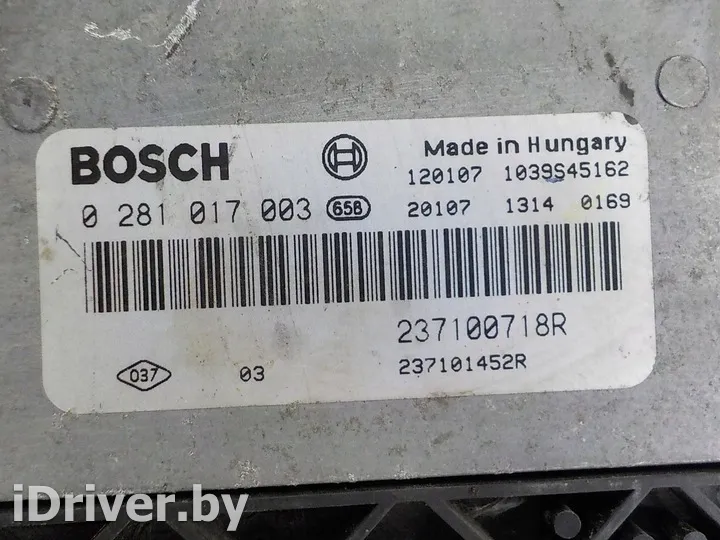 BOSCH
Made in Hungary
120107 1039S45162
0 281 017 003 658
20107 1314 0169
237100718R
237101452R
037 03
iDriver.by